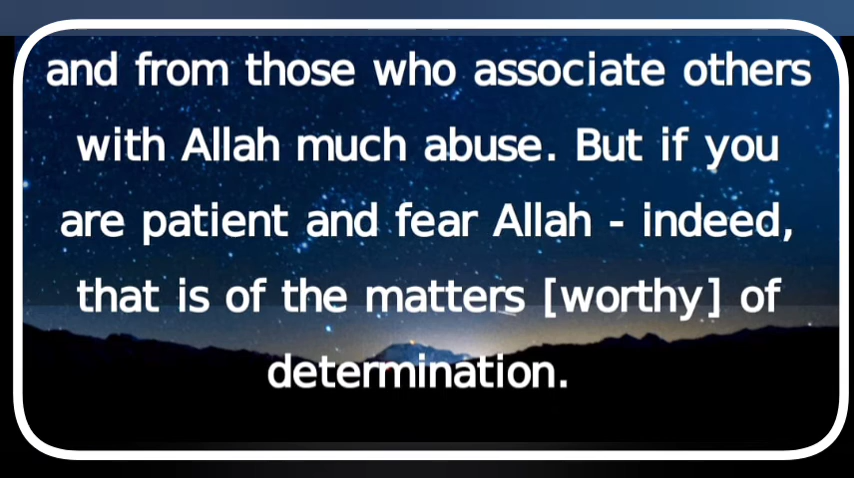 and from those who associate others
with Allah much abuse. But if you
are patient and fear Allah - indeed,
that is of the matters [worthy] of
determination.